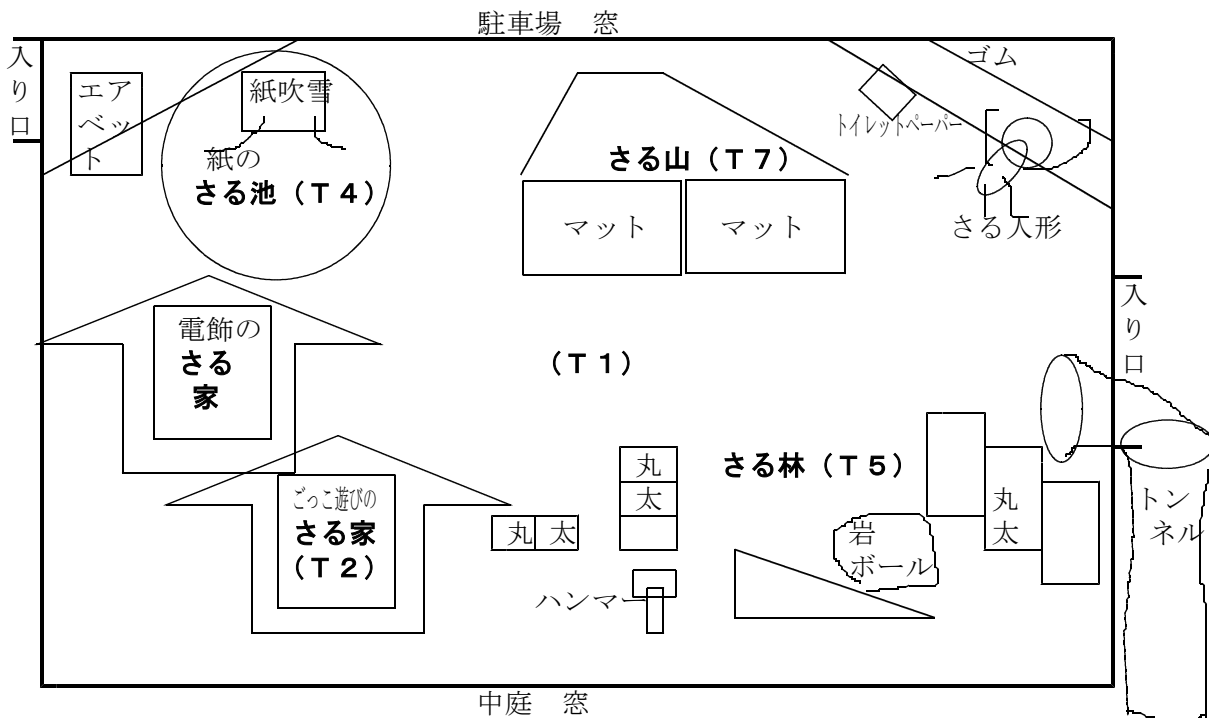 駐車場 窓
入り口
エアベット
紙吹雪
紙の
さる池(T4)
さる山(T7)
マット
マット
ゴム
トイレットペーパー
さる人形
電飾の
さる
家
(T1)
入り口
ごっこ遊びの
さる家
(T2)
丸太
丸太
ハンマー
さる林(T5)
岩
ボール
丸太
トンネル
中庭 窓